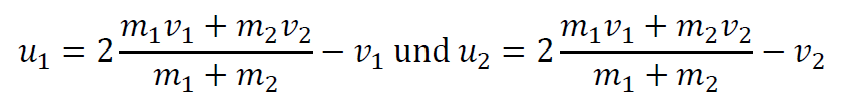 u₁ = 2 (m₁v₁ + m₂v₂)/(m₁ + m₂) − v₁ und u₂ = 2 (m₁v₁ + m₂v₂)/(m₁ + m₂) − v₂